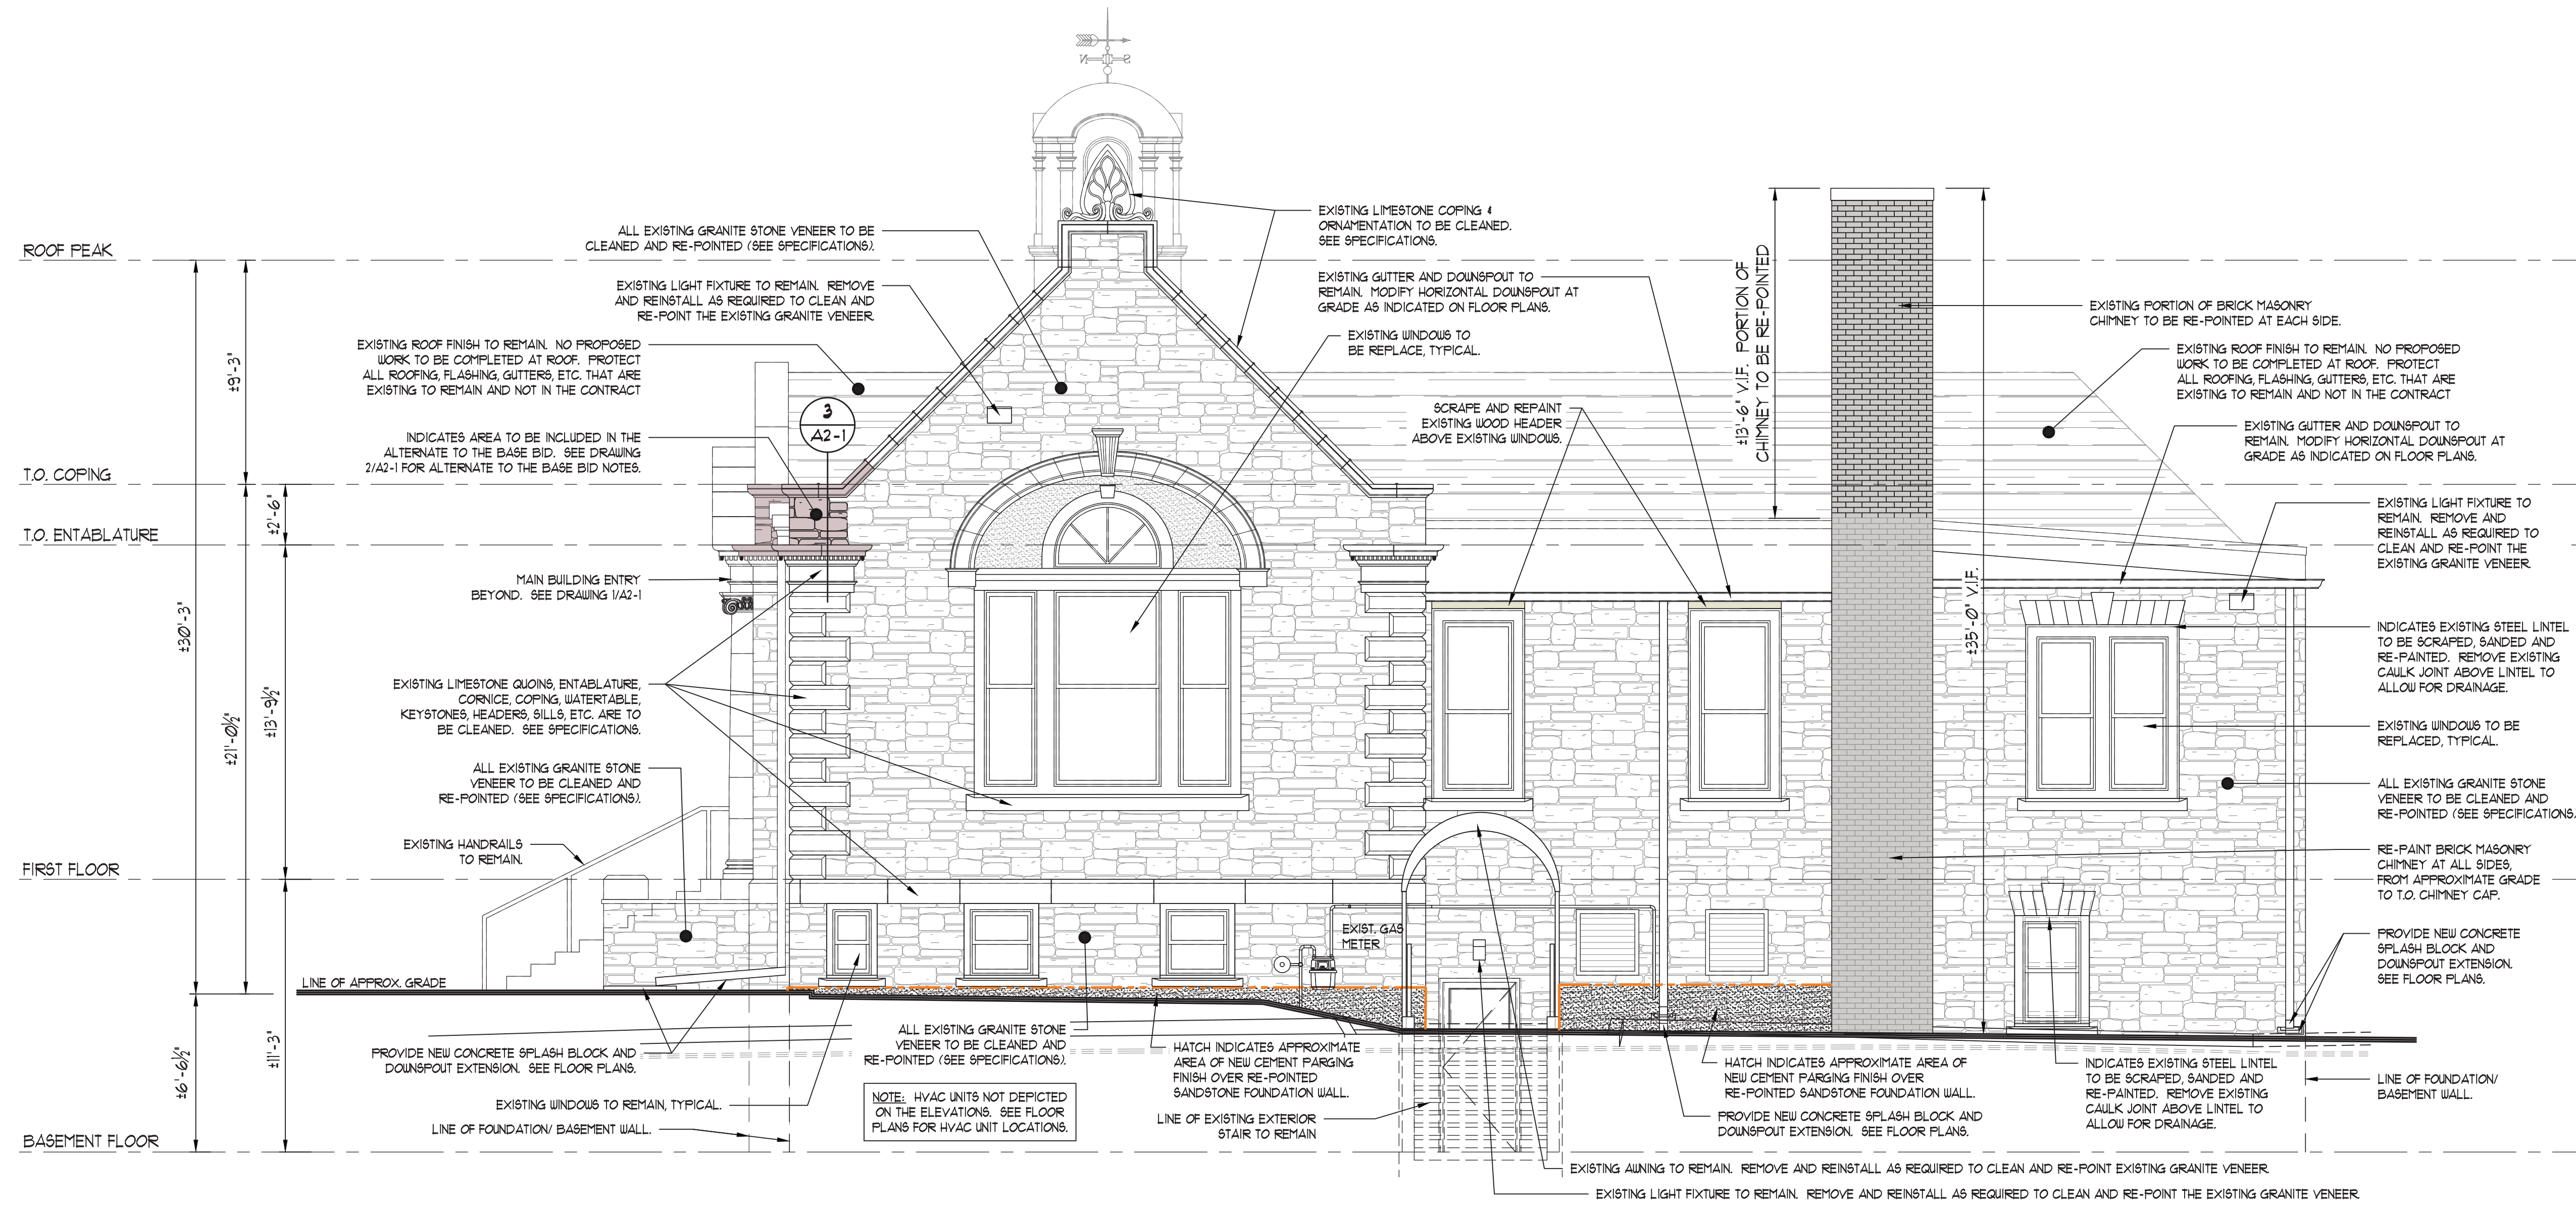 N S
ALL EXISTING GRANITE STONE VENEER TO BE
CLEANED AND RE-POINTED (SEE SPECIFICATIONS).
EXISTING LIGHT FIXTURE TO REMAIN. REMOVE
AND REINSTALL AS REQUIRED TO CLEAN AND
RE-POINT THE EXISTING GRANITE VENEER.
EXISTING ROOF FINISH TO REMAIN. NO PROPOSED
WORK TO BE COMPLETED AT ROOF. PROTECT
ALL ROOFING, FLASHING, GUTTERS, ETC. THAT ARE
EXISTING TO REMAIN AND NOT IN THE CONTRACT
INDICATES AREA TO BE INCLUDED IN THE
ALTERNATE TO THE BASE BID. SEE DRAWING
2/A2-1 FOR ALTERNATE TO THE BASE BID NOTES.
3
A2-1
MAIN BUILDING ENTRY
BEYOND. SEE DRAWING 1/A2-1
EXISTING LIMESTONE QUOINS, ENTABLATURE,
CORNICE, COPING, WATERTABLE,
KEYSTONES, HEADERS, SILLS, ETC. ARE TO
BE CLEANED. SEE SPECIFICATIONS.
ALL EXISTING GRANITE STONE
VENEER TO BE CLEANED AND
RE-POINTED (SEE SPECIFICATIONS).
EXISTING HANDRAILS
TO REMAIN.
ROOF PEAK
T.O. COPING
T.O. ENTABLATURE
FIRST FLOOR
BASEMENT FLOOR
±9'-3"
±2'-6"
±30'-3"
±21'-0½"
±13'-9½"
±6'-6½"
±11'-3"
LINE OF APPROX. GRADE
PROVIDE NEW CONCRETE SPLASH BLOCK AND
DOWNSPOUT EXTENSION. SEE FLOOR PLANS.
EXISTING WINDOWS TO REMAIN, TYPICAL.
LINE OF FOUNDATION/ BASEMENT WALL.
ALL EXISTING GRANITE STONE
VENEER TO BE CLEANED AND
RE-POINTED (SEE SPECIFICATIONS).
NOTE: HVAC UNITS NOT DEPICTED
ON THE ELEVATIONS. SEE FLOOR
PLANS FOR HVAC UNIT LOCATIONS.
EXISTING LIMESTONE COPING &
ORNAMENTATION TO BE CLEANED.
SEE SPECIFICATIONS.
EXISTING GUTTER AND DOWNSPOUT TO
REMAIN. MODIFY HORIZONTAL DOWNSPOUT AT
GRADE AS INDICATED ON FLOOR PLANS.
EXISTING WINDOWS TO
BE REPLACE, TYPICAL.
SCRAPE AND REPAINT
EXISTING WOOD HEADER
ABOVE EXISTING WINDOWS.
±13'-6" V.I.F. PORTION OF
CHIMNEY TO BE RE-POINTED
±35'-0" V.I.F.
EXIST. GAS
METER
HATCH INDICATES APPROXIMATE
AREA OF NEW CEMENT PARGING
FINISH OVER RE-POINTED
SANDSTONE FOUNDATION WALL.
LINE OF EXISTING EXTERIOR
STAIR TO REMAIN
HATCH INDICATES APPROXIMATE AREA OF
NEW CEMENT PARGING FINISH OVER
RE-POINTED SANDSTONE FOUNDATION WALL.
PROVIDE NEW CONCRETE SPLASH BLOCK AND
DOWNSPOUT EXTENSION. SEE FLOOR PLANS.
INDICATES EXISTING STEEL LINTEL
TO BE SCRAPED, SANDED AND
RE-PAINTED. REMOVE EXISTING
CAULK JOINT ABOVE LINTEL TO
ALLOW FOR DRAINAGE.
EXISTING AWNING TO REMAIN. REMOVE AND REINSTALL AS REQUIRED TO CLEAN AND RE-POINT EXISTING GRANITE VENEER.
EXISTING LIGHT FIXTURE TO REMAIN. REMOVE AND REINSTALL AS REQUIRED TO CLEAN AND RE-POINT THE EXISTING GRANITE VENEER.
EXISTING PORTION OF BRICK MASONRY
CHIMNEY TO BE RE-POINTED AT EACH SIDE.
EXISTING ROOF FINISH TO REMAIN. NO PROPOSED
WORK TO BE COMPLETED AT ROOF. PROTECT
ALL ROOFING, FLASHING, GUTTERS, ETC. THAT ARE
EXISTING TO REMAIN AND NOT IN THE CONTRACT
EXISTING GUTTER AND DOWNSPOUT TO
REMAIN. MODIFY HORIZONTAL DOWNSPOUT AT
GRADE AS INDICATED ON FLOOR PLANS.
EXISTING LIGHT FIXTURE TO
REMAIN. REMOVE AND
REINSTALL AS REQUIRED TO
CLEAN AND RE-POINT THE
EXISTING GRANITE VENEER.
INDICATES EXISTING STEEL LINTEL
TO BE SCRAPED, SANDED AND
RE-PAINTED. REMOVE EXISTING
CAULK JOINT ABOVE LINTEL TO
ALLOW FOR DRAINAGE.
EXISTING WINDOWS TO BE
REPLACED, TYPICAL.
ALL EXISTING GRANITE STONE
VENEER TO BE CLEANED AND
RE-POINTED (SEE SPECIFICATIONS.
RE-PAINT BRICK MASONRY
CHIMNEY AT ALL SIDES,
FROM APPROXIMATE GRADE
TO T.O. CHIMNEY CAP.
PROVIDE NEW CONCRETE
SPLASH BLOCK AND
DOWNSPOUT EXTENSION.
SEE FLOOR PLANS.
LINE OF FOUNDATION/
BASEMENT WALL.